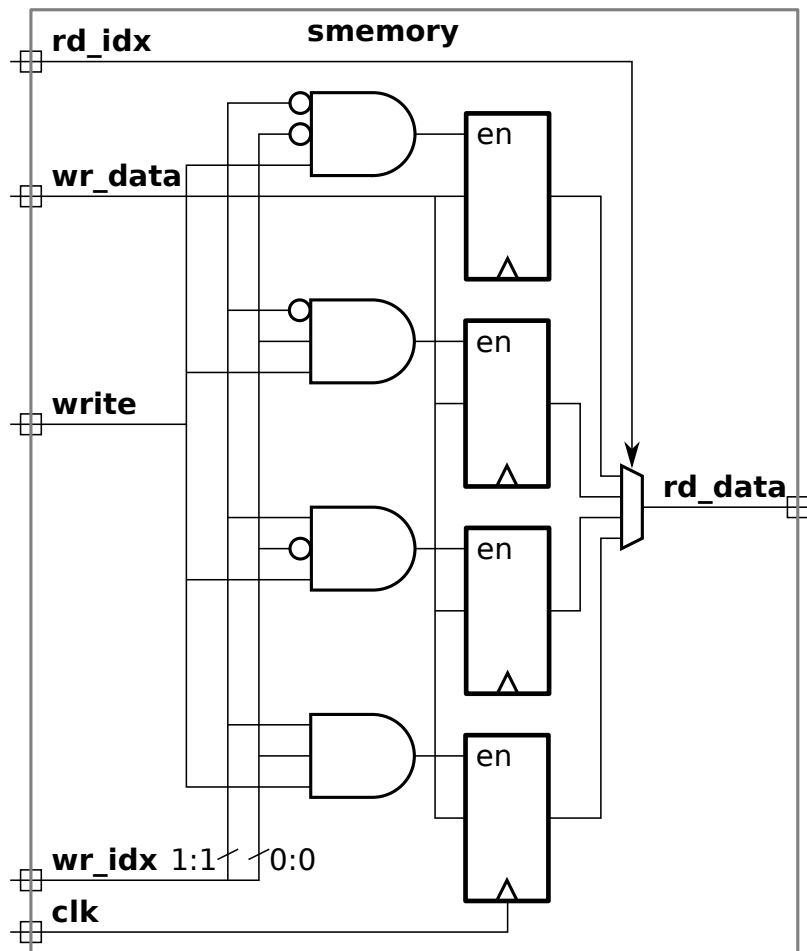 smemory
rd_idx
en
wr_data
en
write
rd_data
en
en
wr_idx 1:1 0:0
clk